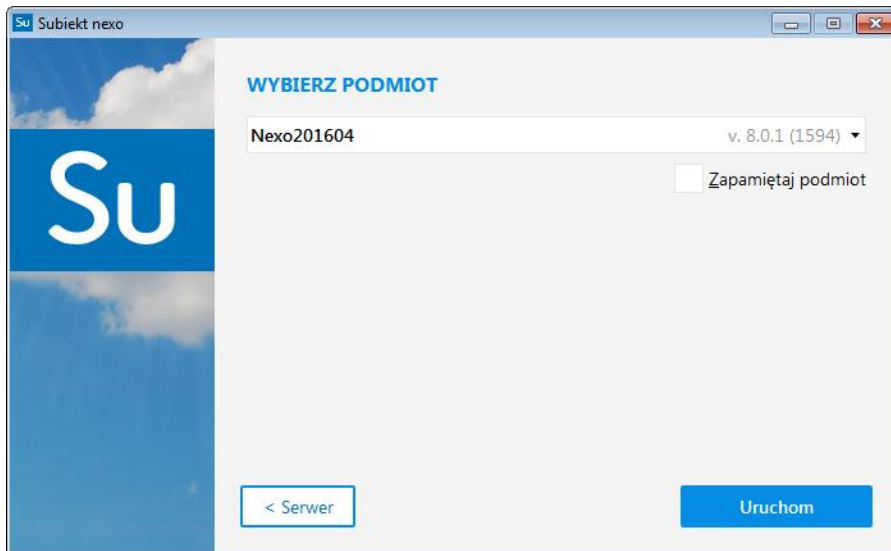 Su Subiekt nexo
WYBIERZ PODMIOT
Nexo201604 v. 8.0.1 (1594)
Zapamiętaj podmiot
Su
< Serwer Uruchom